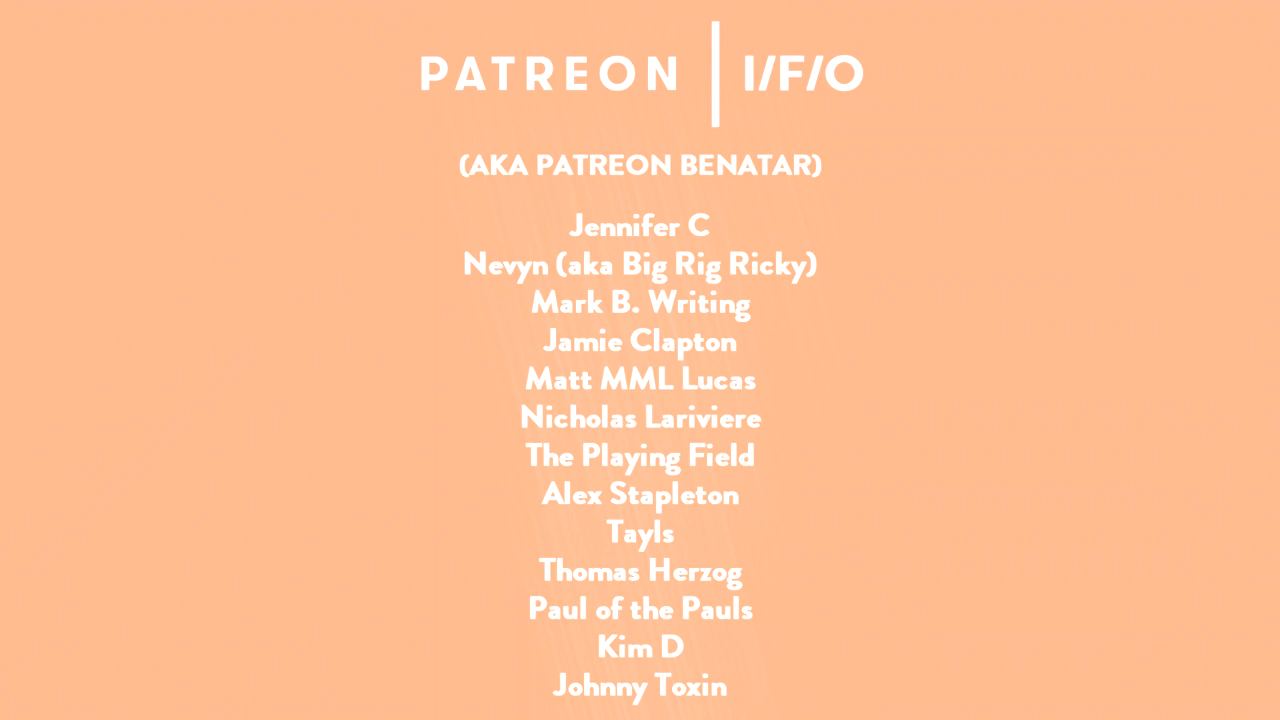 PATREON | I/F/O
(AKA PATREON BENATAR)
Jennifer C
Nevyn (aka Big Rig Ricky)
Mark B. Writing
Jamie Clapton
Matt MML Lucas
Nicholas Lariviere
The Playing Field
Alex Stapleton
Tayls
Thomas Herzog
Paul of the Pauls
Kim D
Johnny Toxin